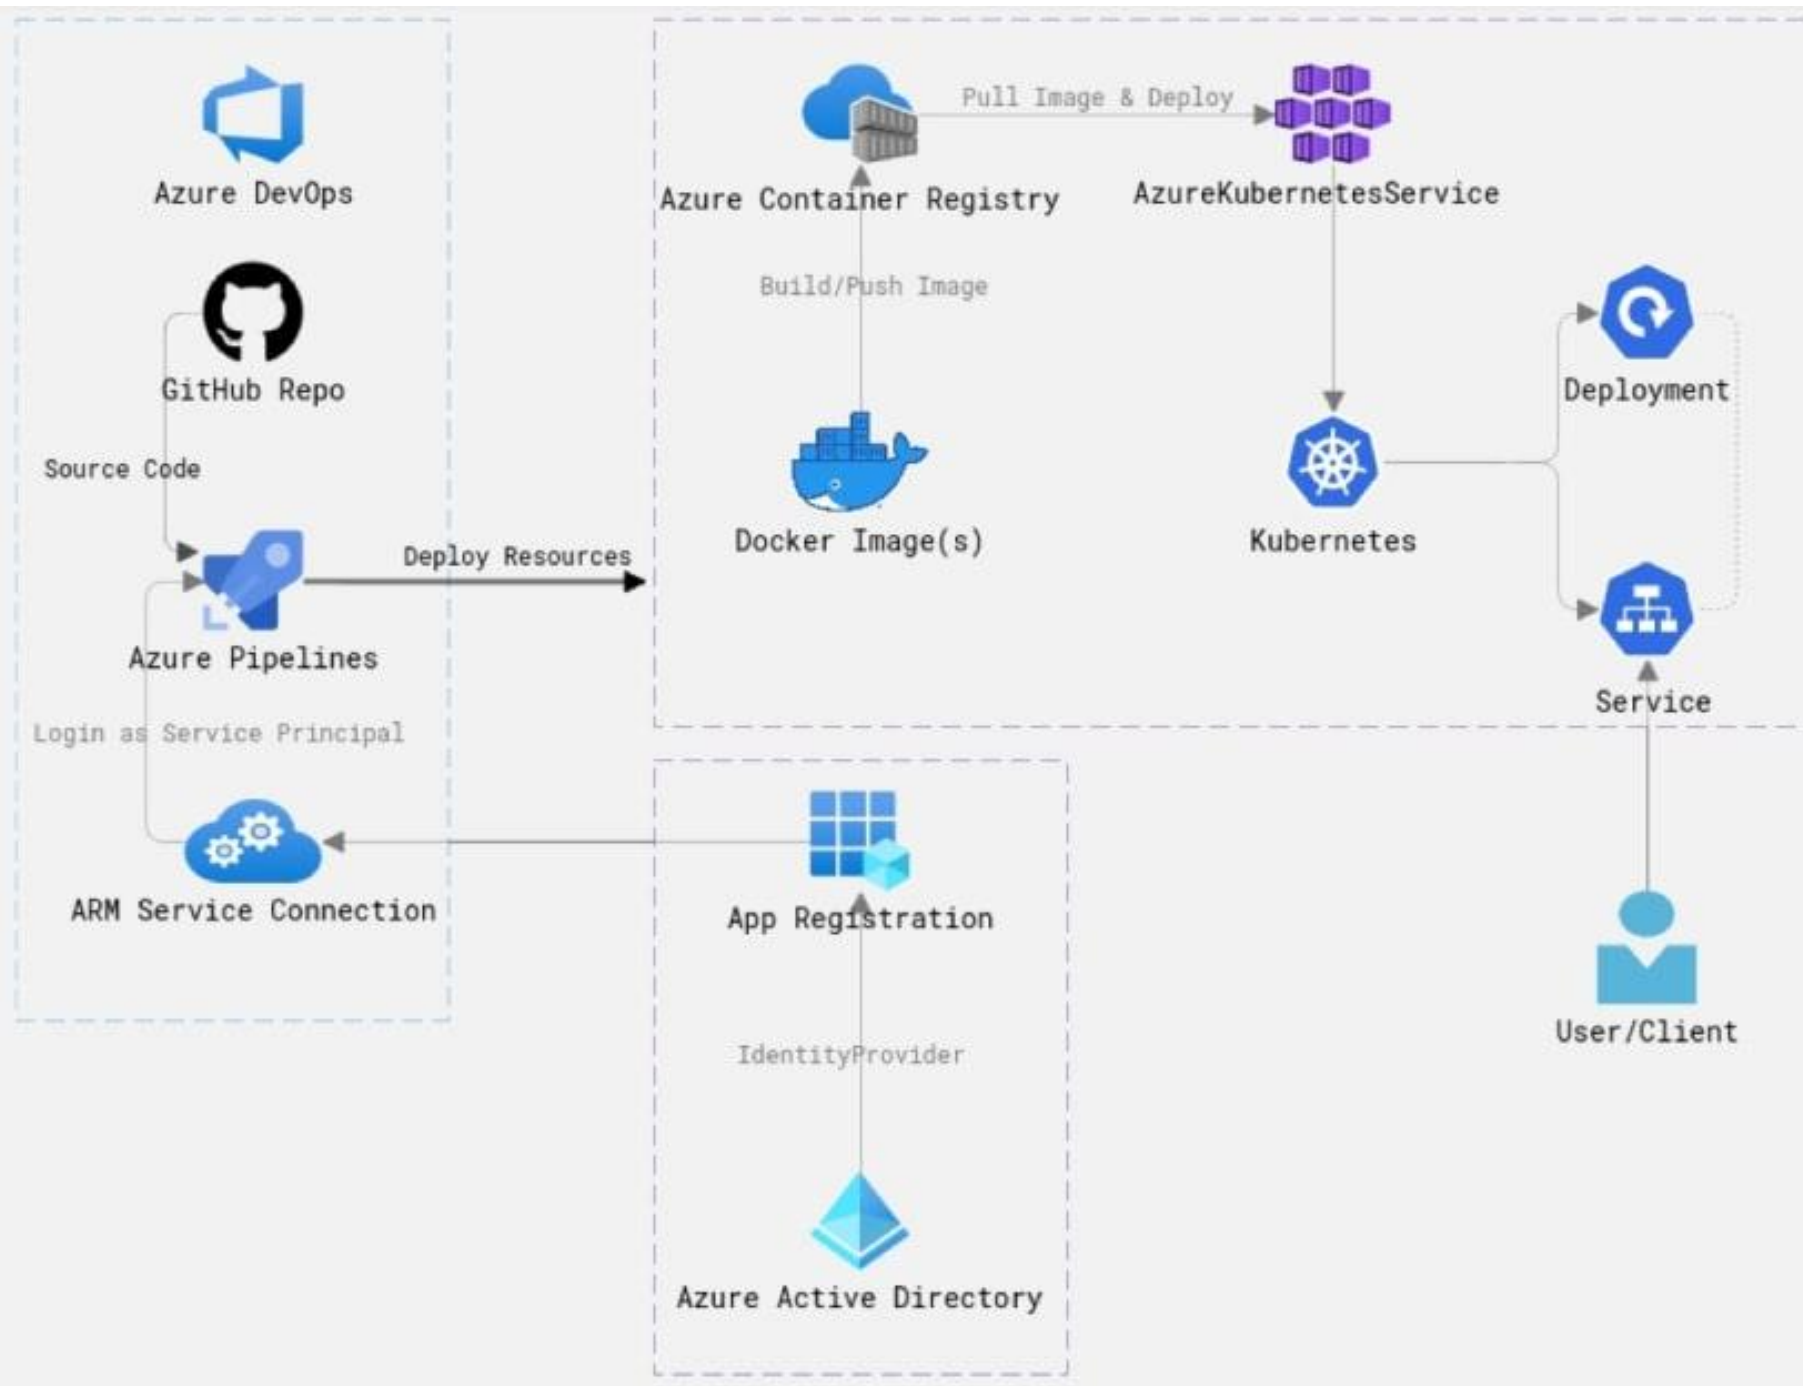 Azure DevOps
GitHub Repo
Source Code
Deploy Resources
Azure Pipelines
Login as Service Principal
ARM Service Connection
Pull Image & Deploy
Azure Container Registry
AzureKubernetesService
Build/Push Image
Deployment
Docker Image(s)
Kubernetes
Service
App Registration
IdentityProvider
User/Client
Azure Active Directory